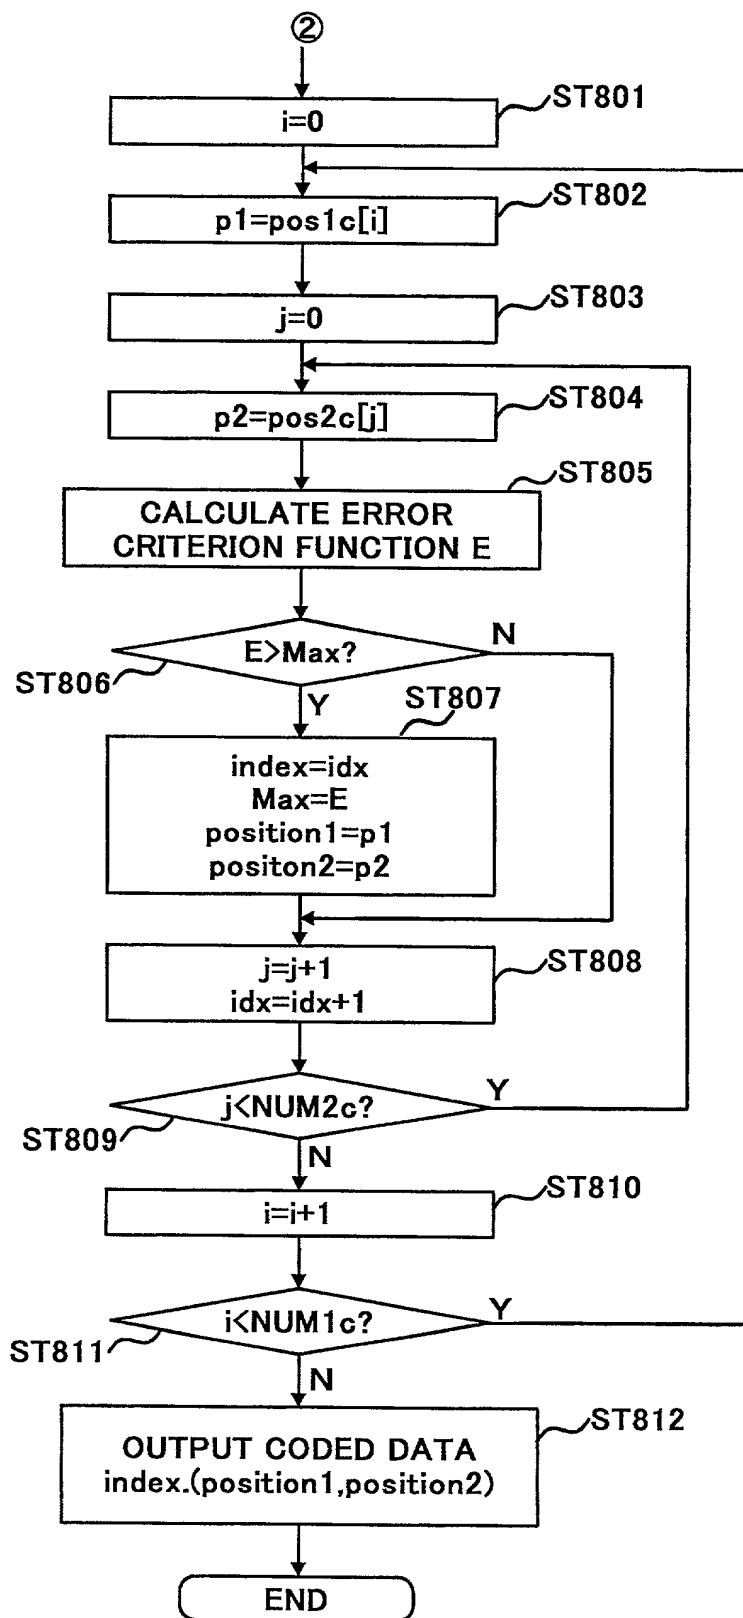 ②
ST801
i=0
ST802
p1=pos1c[i]
ST803
j=0
ST804
p2=pos2c[j]
ST805
CALCULATE ERROR
CRITERION FUNCTION E
E>Max?
N
ST806
Y
ST807
index=idx
Max=E
position1=p1
positon2=p2
ST808
j=j+1
idx=idx+1
j<NUM2c?
Y
ST809
N
ST810
i=i+1
i<NUM1c?
Y
ST811
N
ST812
OUTPUT CODED DATA
index.(position1,position2)
END